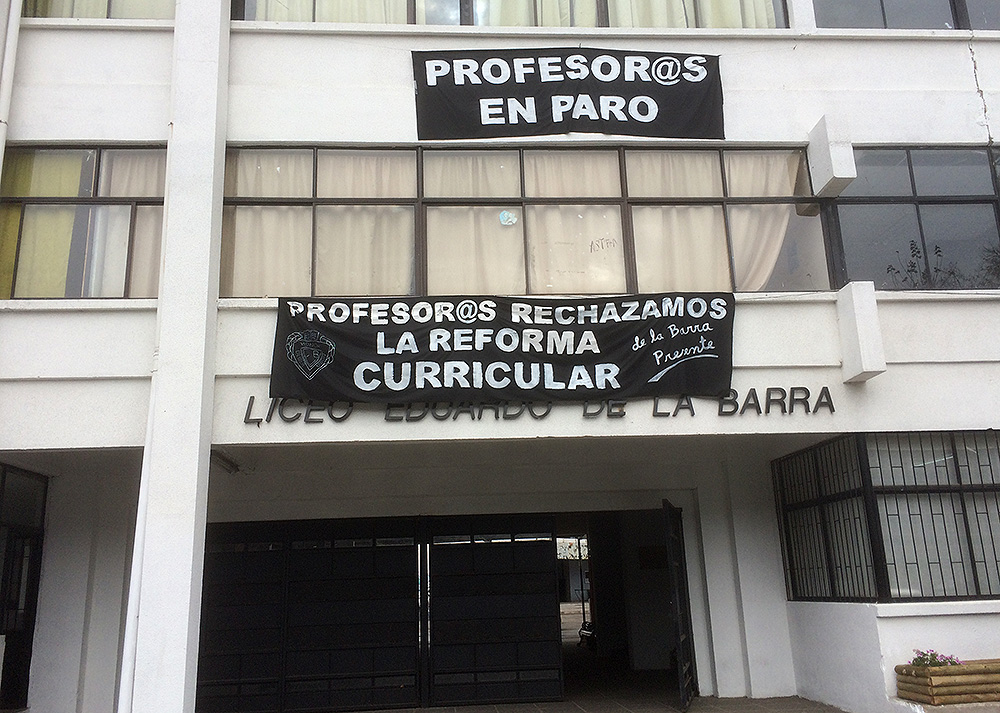 PROFESOR@S
EN PARO
PROFESOR@S RECHAZAMOS
LA REFORMA
CURRICULAR
de la Barra
Presente
LICEO EDUARDO DE LA BARRA